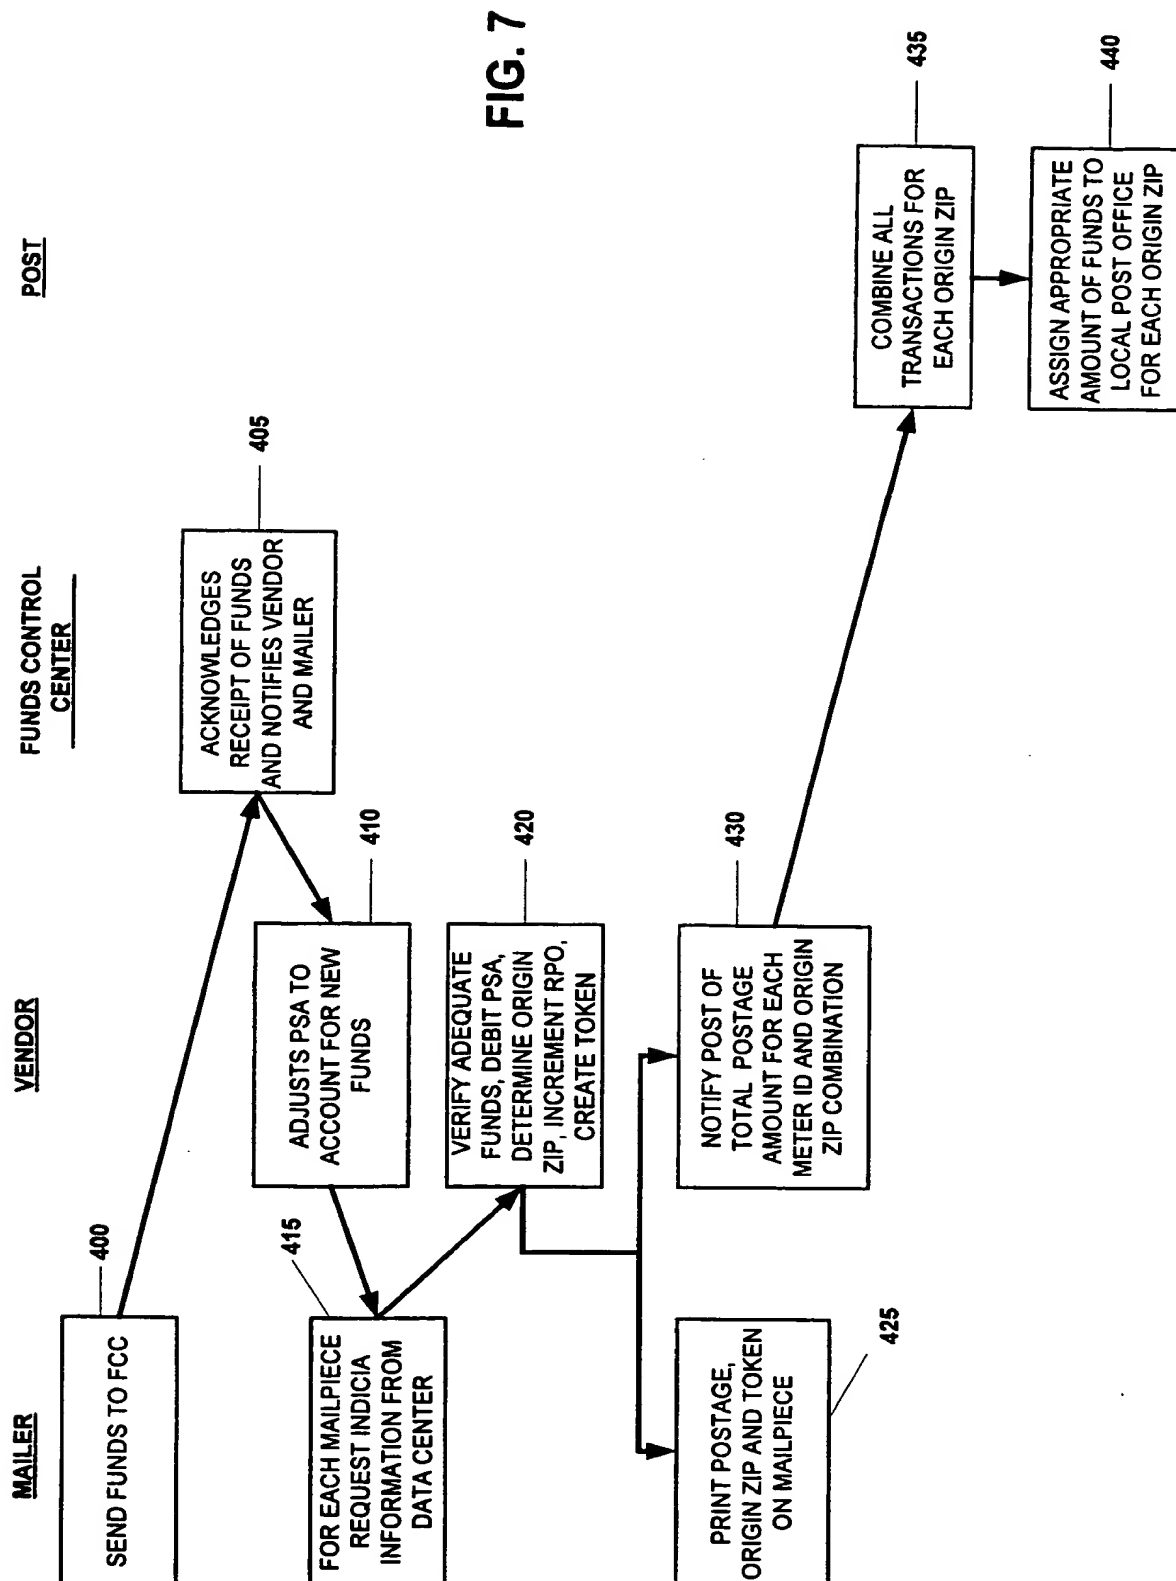 MAILER
VENDOR
FUNDS CONTROL
CENTER
POST
400
SEND FUNDS TO FCC
405
ACKNOWLEDGES
RECEIPT OF FUNDS
AND NOTIFIES VENDOR
AND MAILER
410
ADJUSTS PSA TO
ACCOUNT FOR NEW
FUNDS
415
FOR EACH MAILPIECE
REQUEST INDICIA
INFORMATION FROM
DATA CENTER
420
VERIFY ADEQUATE
FUNDS, DEBIT PSA,
DETERMINE ORIGIN
ZIP, INCREMENT RPO,
CREATE TOKEN
425
PRINT POSTAGE,
ORIGIN ZIP AND TOKEN
ON MAILPIECE
430
NOTIFY POST OF
TOTAL POSTAGE
AMOUNT FOR EACH
METER ID AND ORIGIN
ZIP COMBINATION
435
COMBINE ALL
TRANSACTIONS FOR
EACH ORIGIN ZIP
440
ASSIGN APPROPRIATE
AMOUNT OF FUNDS TO
LOCAL POST OFFICE
FOR EACH ORIGIN ZIP
FIG. 7